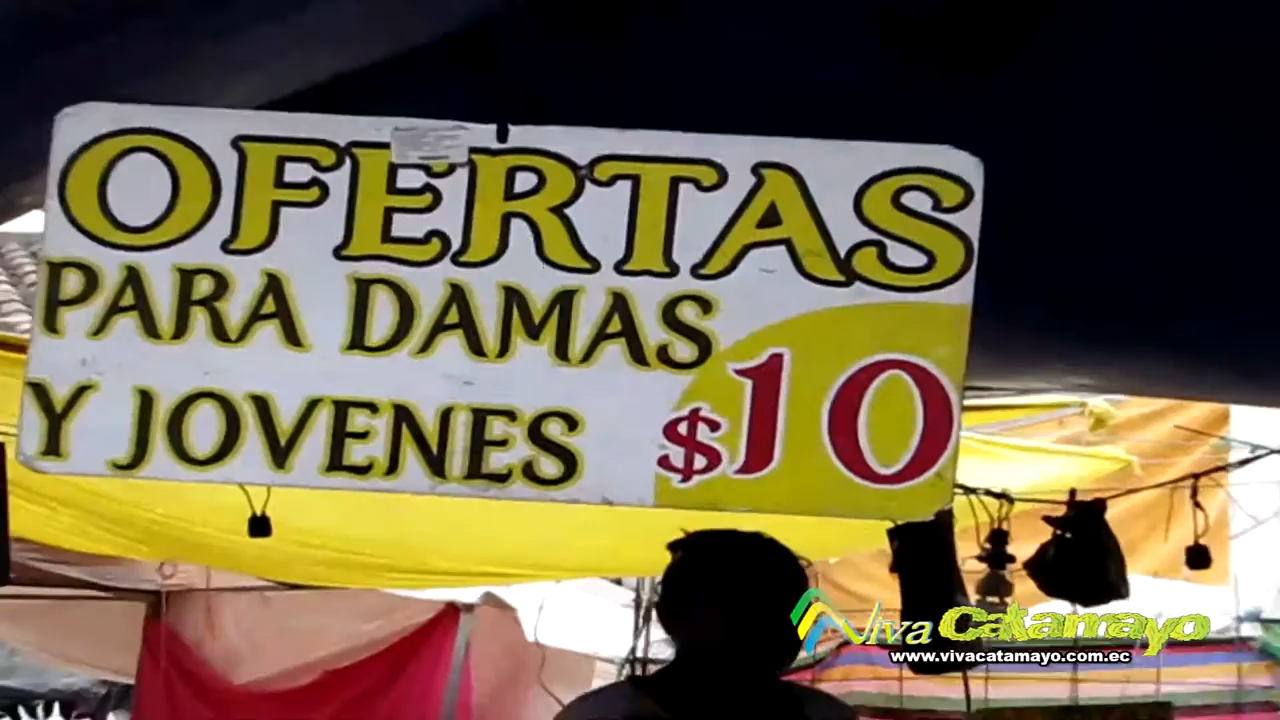 OFERTAS
PARA DAMAS
Y JOVENES
$10
Viva Catamayo
www.vivacatamayo.com.ec